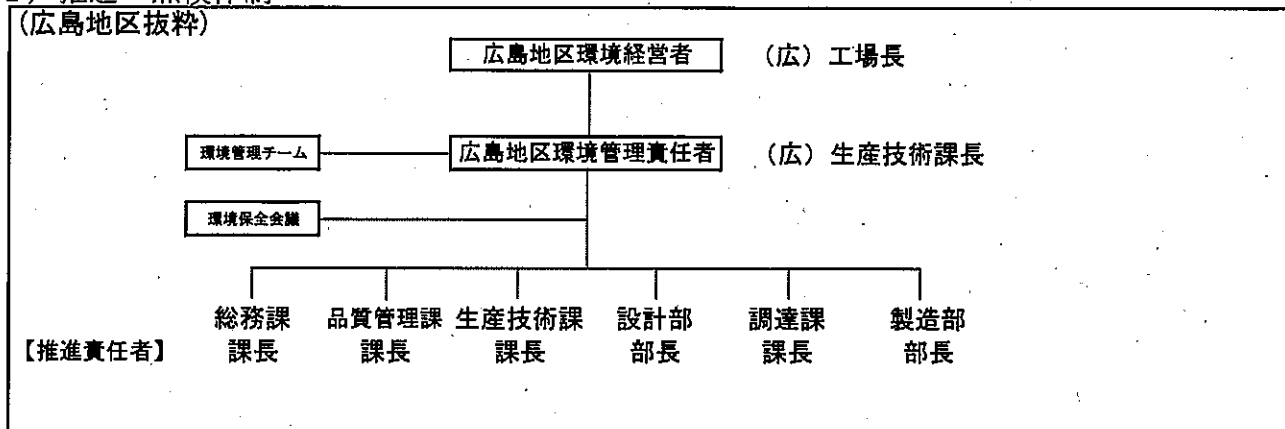 (広島地区抜粋)
広島地区環境経営者 (広)工場長
環境管理チーム 広島地区環境管理責任者 (広)生産技術課長
環境保全会議
総務課 品質管理課 生産技術課 設計部 調達課 製造部
【推進責任者】 課長 課長 課長 部長 課長 部長